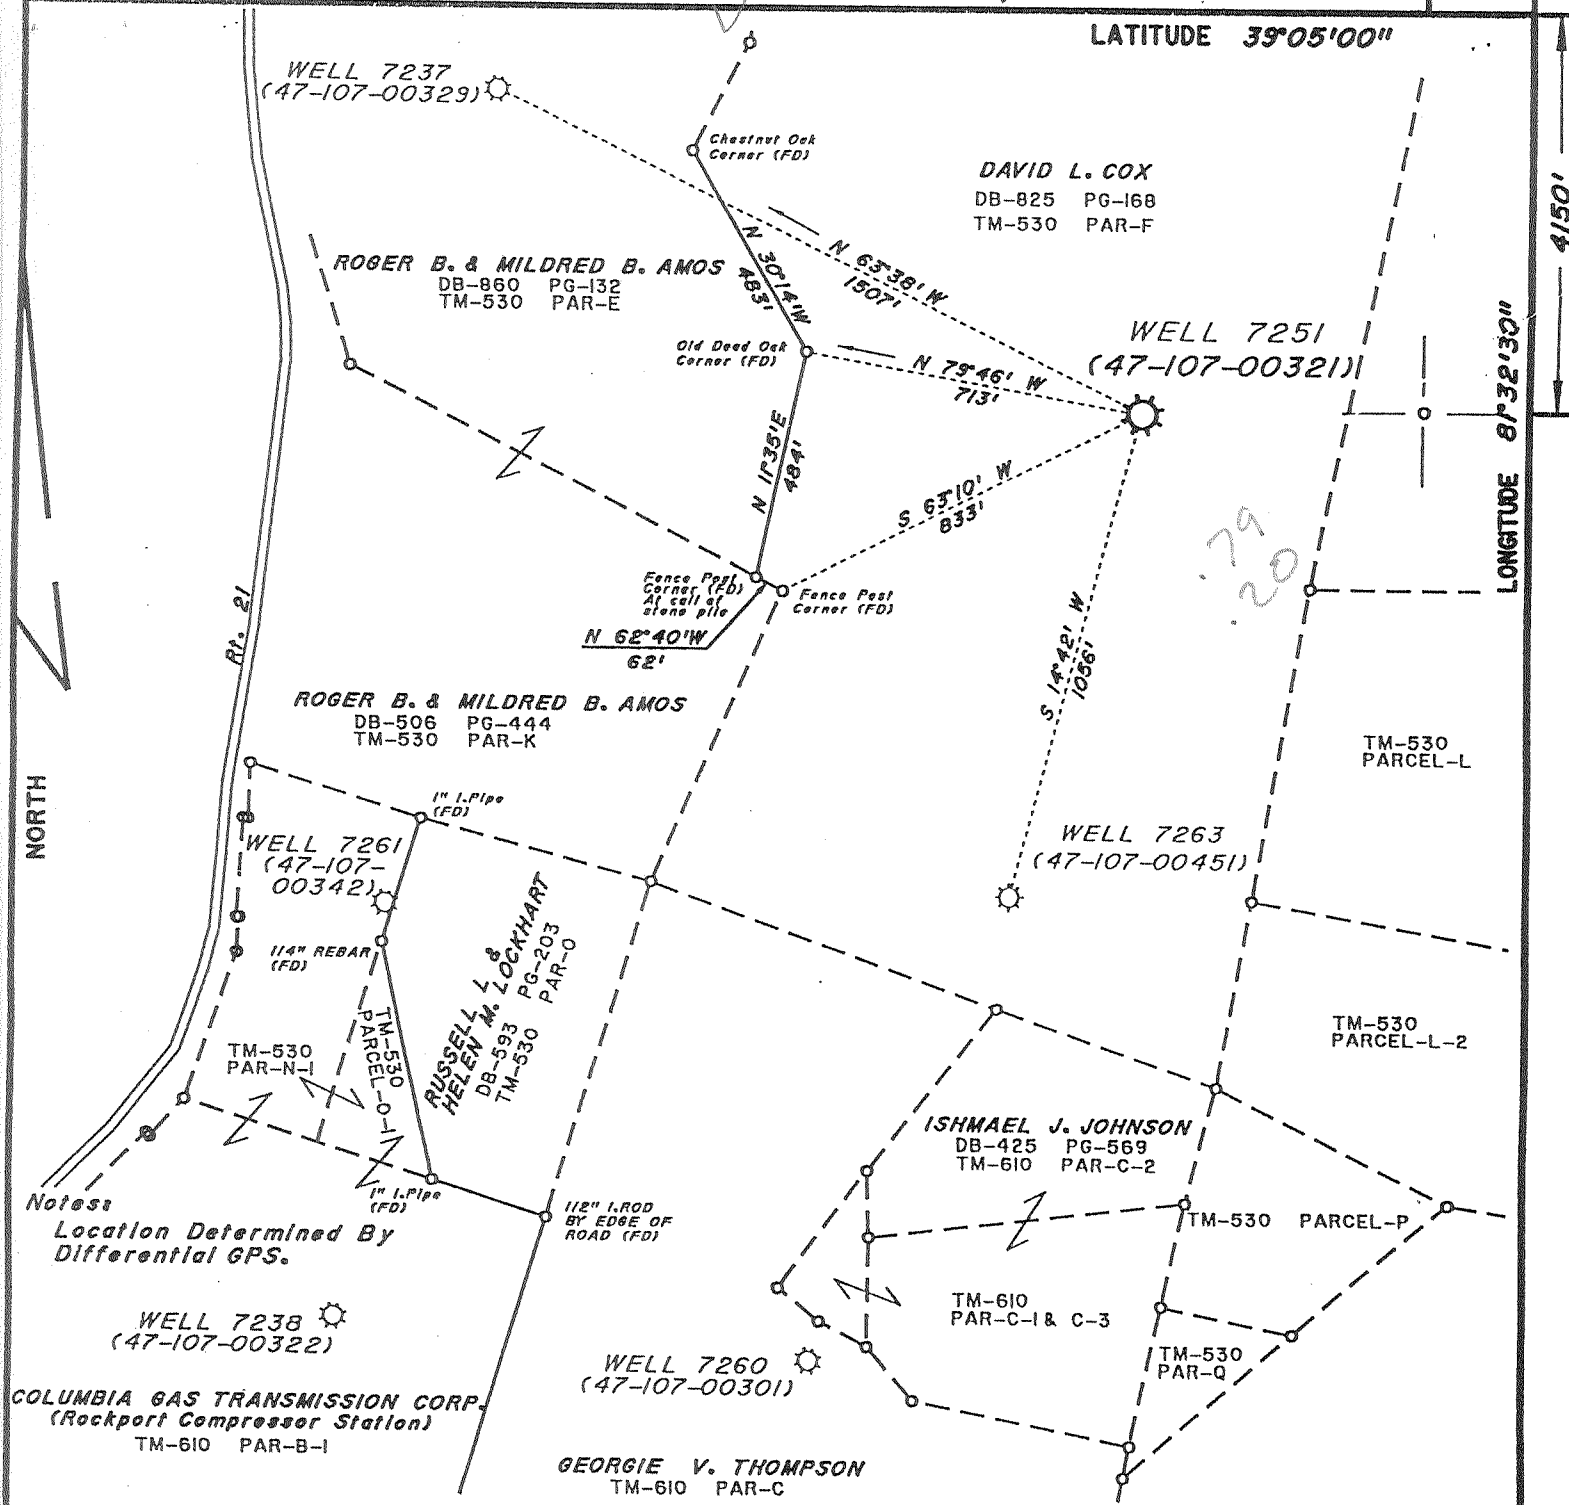 LATITUDE 39°05'00"
4150'
LONGITUDE 81°32'30"
WELL 7237
(47-107-00329)
Chestnut Oak
Corner (FD)
DAVID L. COX
DB-825 PG-168
TM-530 PAR-F
ROGER B. & MILDRED B. AMOS
DB-860 PG-132
TM-530 PAR-E
N 30°14'W
483'
N 63°38' W
1507'
Old Dead Oak
Corner (FD)
N 79°46' W
713'
WELL 7251
(47-107-00321)
N 11°35'E
484'
S 63°10' W
833'
.79
.20
Fence Post
Corner (FD)
At call of
stone pile
Fence Post
Corner (FD)
N 62°40'W
62'
S 14°42' W
1056'
Rt. 21
NORTH
ROGER B. & MILDRED B. AMOS
DB-506 PG-444
TM-530 PAR-K
TM-530
PARCEL-L
1" I.Pipe
(FD)
WELL 7261
(47-107-
00342)
WELL 7263
(47-107-00451)
1/4" REBAR
(FD)
RUSSELL L &
HELEN M. LOCKHART
DB-593 PG-203
TM-530 PAR-O
TM-530
PARCEL-O-1
TM-530
PAR-N-1
TM-530
PARCEL-L-2
ISHMAEL J. JOHNSON
DB-425 PG-569
TM-610 PAR-C-2
1" I.Pipe
(FD)
1/2" I.ROD
BY EDGE OF
ROAD (FD)
TM-530 PARCEL-P
Notes:
Location Determined By
Differential GPS.
TM-610
PAR-C-1 & C-3
TM-530
PAR-Q
WELL 7238
(47-107-00322)
WELL 7260
(47-107-00301)
COLUMBIA GAS TRANSMISSION CORP.
(Rockport Compressor Station)
TM-610 PAR-B-1
GEORGIE V. THOMPSON
TM-610 PAR-C